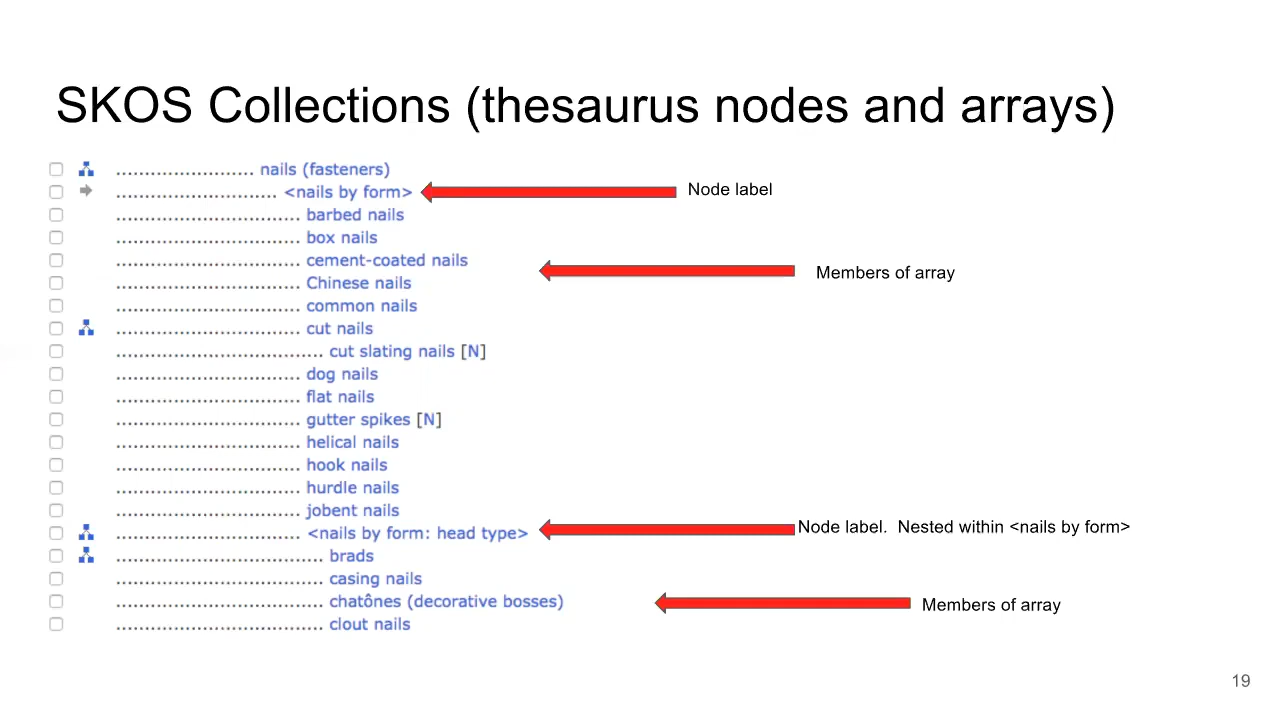 SKOS Collections (thesaurus nodes and arrays)
........................ nails (fasteners)
............................ <nails by form> Node label
................................ barbed nails
................................ box nails
................................ cement-coated nails
Members of array
................................ Chinese nails
................................ common nails
................................ cut nails
.................................... cut slating nails [N]
................................ dog nails
................................ flat nails
................................ gutter spikes [N]
................................ helical nails
................................ hook nails
................................ hurdle nails
................................ jobent nails
................................ <nails by form: head type> Node label. Nested within <nails by form>
.................................... brads
.................................... casing nails
.................................... chatônes (decorative bosses) Members of array
.................................... clout nails
19